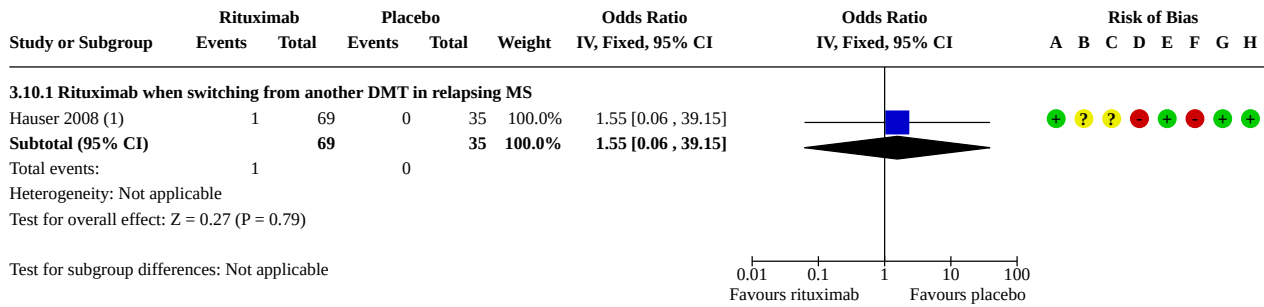 Rituximab Placebo Odds Ratio Odds Ratio Risk of Bias
Study or Subgroup Events Total Events Total Weight IV, Fixed, 95% CI IV, Fixed, 95% CI A B C D E F G H
3.10.1 Rituximab when switching from another DMT in relapsing MS
Hauser 2008 (1) 1 69 0 35 100.0% 1.55 [0.06 , 39.15] + ? ? - + - + +
Subtotal (95% CI) 69 35 100.0% 1.55 [0.06 , 39.15]
Total events: 1 0
Heterogeneity: Not applicable
Test for overall effect: Z = 0.27 (P = 0.79)
Test for subgroup differences: Not applicable
0.01 0.1 1 10 100
Favours rituximab Favours placebo